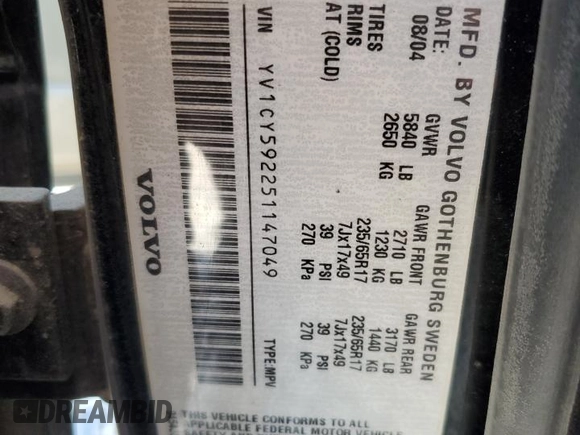 MFD. BY VOLVO GOTHENBURG SWEDEN
DATE: GVWR GAWR FRONT GAWR REAR
08/04 5840 LB 2710 LB 3170 LB
2650 KG 1230 KG 1440 KG
TIRES 235/65R17 235/65R17
RIMS 7Jx17x49 7Jx17x49
AT (COLD) 39 PSI 39 PSI
270 KPa 270 KPa
VIN YV1CY592251147049 TYPE:MPV
VOLVO
THIS VEHICLE CONFORMS TO ALL
APPLICABLE FEDERAL MOTOR VEHICLE
DREAMBID